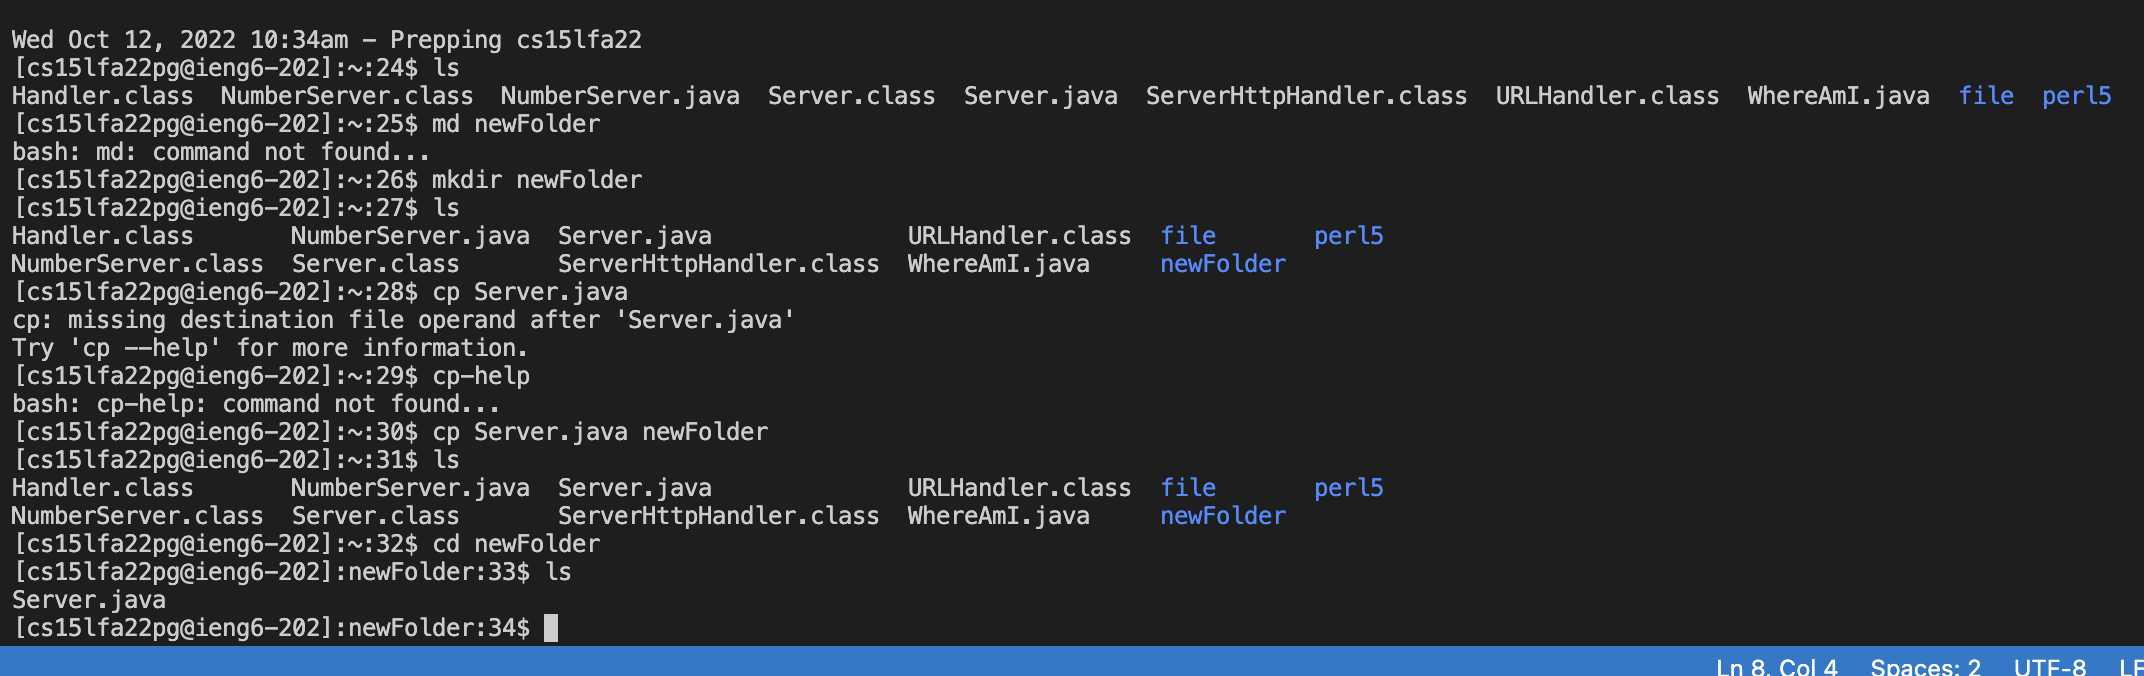 Wed Oct 12, 2022 10:34am - Prepping cs15lfa22
[cs15lfa22pg@ieng6-202]:~:24$ ls
Handler.class  NumberServer.class  NumberServer.java  Server.class  Server.java  ServerHttpHandler.class  URLHandler.class  WhereAmI.java  file  perl5
[cs15lfa22pg@ieng6-202]:~:25$ md newFolder
bash: md: command not found...
[cs15lfa22pg@ieng6-202]:~:26$ mkdir newFolder
[cs15lfa22pg@ieng6-202]:~:27$ ls
Handler.class       NumberServer.java  Server.java              URLHandler.class  file       perl5
NumberServer.class  Server.class       ServerHttpHandler.class  WhereAmI.java     newFolder
[cs15lfa22pg@ieng6-202]:~:28$ cp Server.java
cp: missing destination file operand after 'Server.java'
Try 'cp --help' for more information.
[cs15lfa22pg@ieng6-202]:~:29$ cp-help
bash: cp-help: command not found...
[cs15lfa22pg@ieng6-202]:~:30$ cp Server.java newFolder
[cs15lfa22pg@ieng6-202]:~:31$ ls
Handler.class       NumberServer.java  Server.java              URLHandler.class  file       perl5
NumberServer.class  Server.class       ServerHttpHandler.class  WhereAmI.java     newFolder
[cs15lfa22pg@ieng6-202]:~:32$ cd newFolder
[cs15lfa22pg@ieng6-202]:newFolder:33$ ls
Server.java
[cs15lfa22pg@ieng6-202]:newFolder:34$
Ln 8, Col 4  Spaces: 2  UTF-8  LF